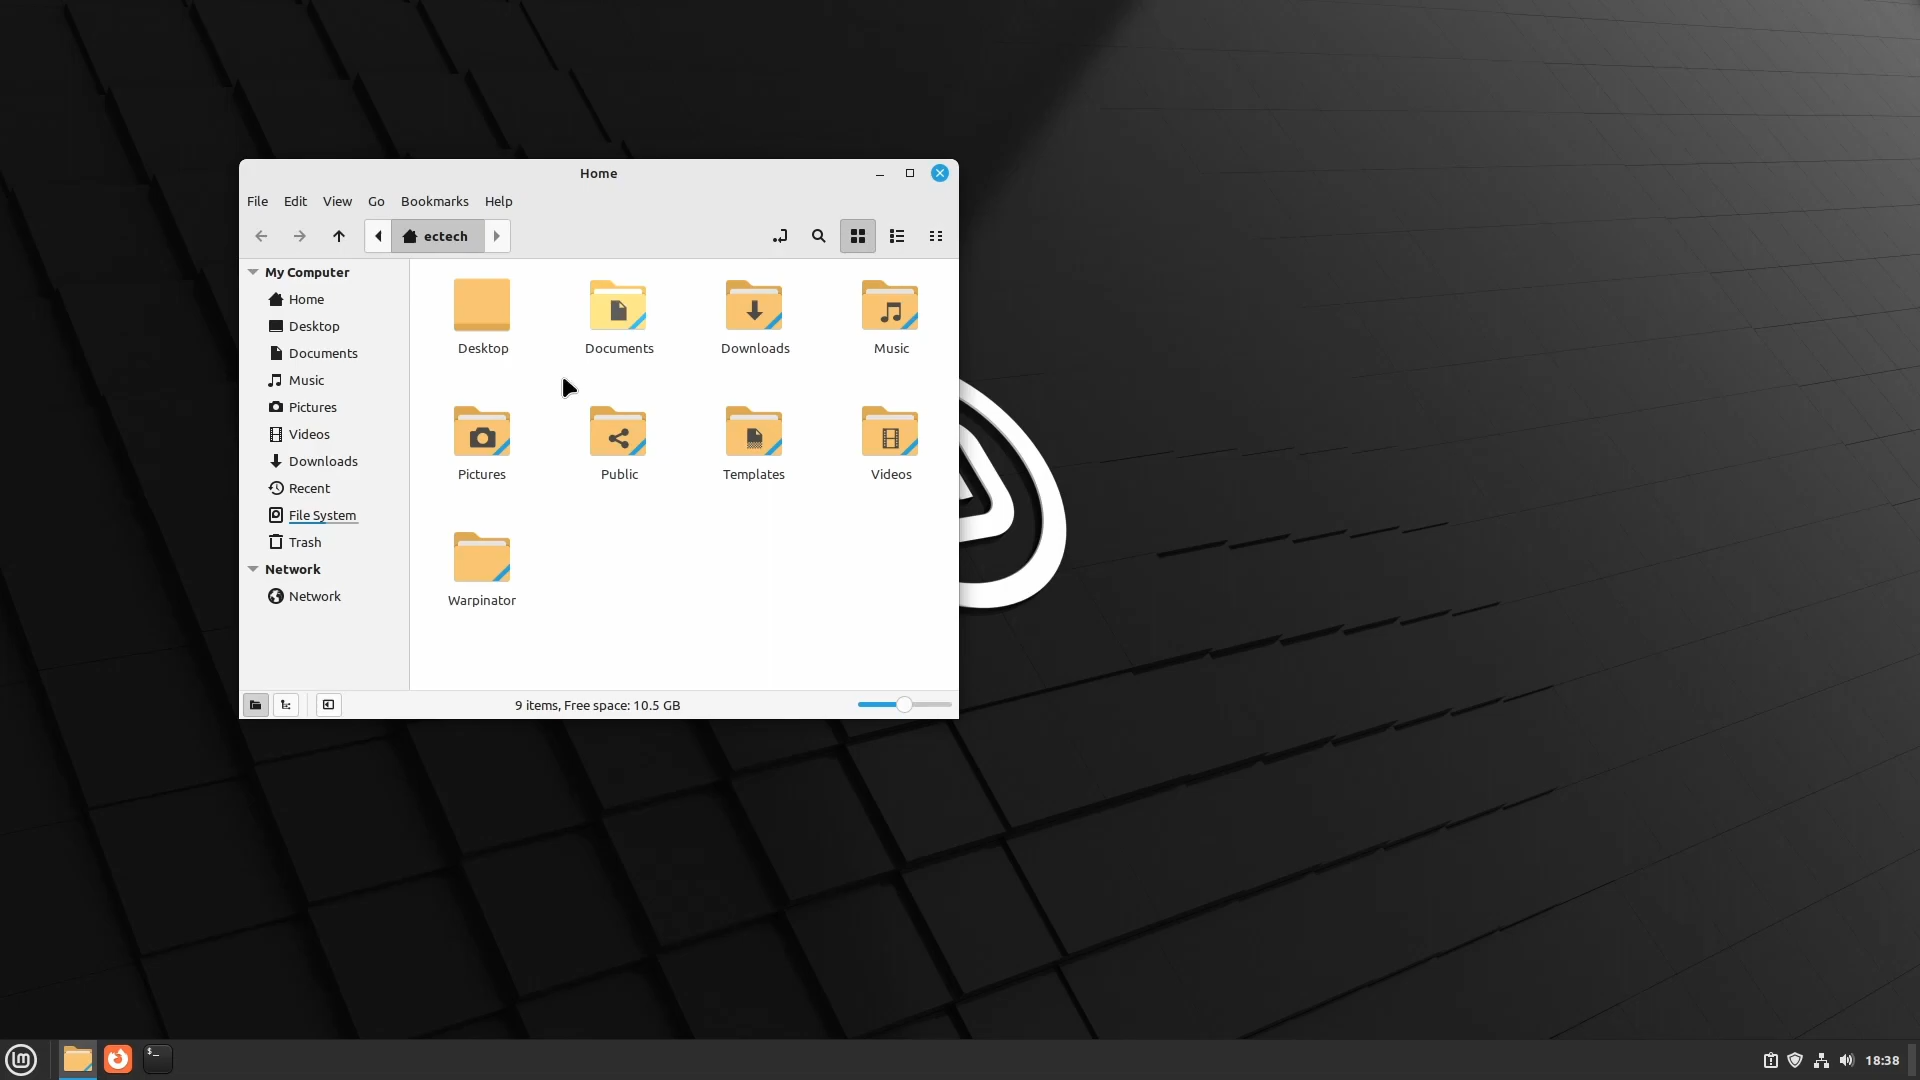 Home
File Edit View Go Bookmarks Help
ectech
My Computer
Home
Desktop
Documents
Music
Pictures
Videos
Downloads
Recent
File System
Trash
Network
Network
Desktop Documents Downloads Music
Pictures Public Templates Videos
Warpinator
9 items, Free space: 10.5 GB
lm
$_
18:38